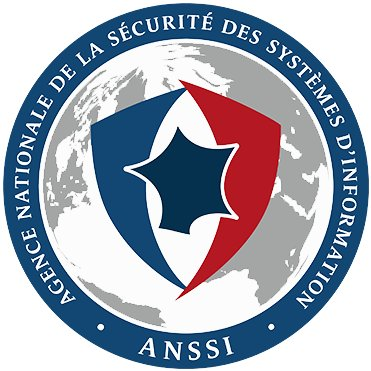 AGENCE NATIONALE DE LA SÉCURITÉ DES SYSTÈMES D'INFORMATION
ANSSI